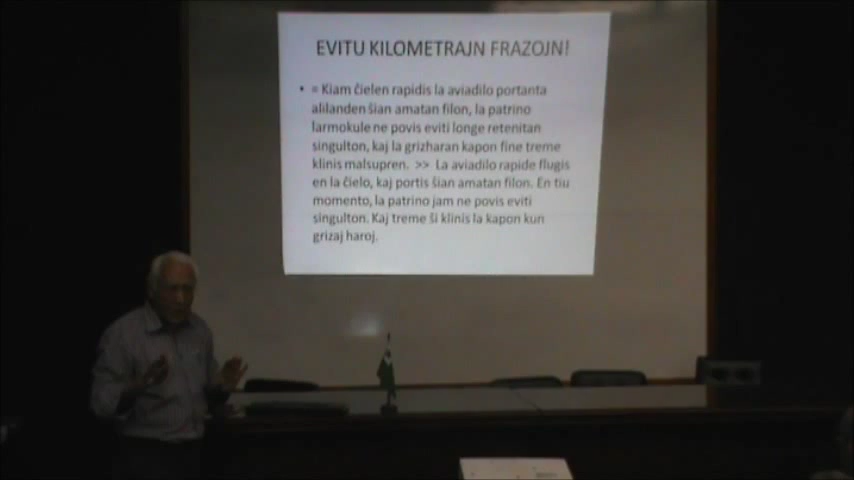 EVITU KILOMETRAJN FRAZOJN!
• = Kiam ĉielen rapidis la aviadilo portanta
alilanden ŝian amatan filon, la patrino
larmokule ne povis eviti longe retenitan
singulton, kaj la grizharan kapon fine treme
klinis malsupren. >> La aviadilo rapide flugis
en la ĉielo, kaj portis ŝian amatan filon. En tiu
momento, la patrino jam ne povis eviti
singulton. Kaj treme ŝi klinis la kapon kun
grizaj haroj.